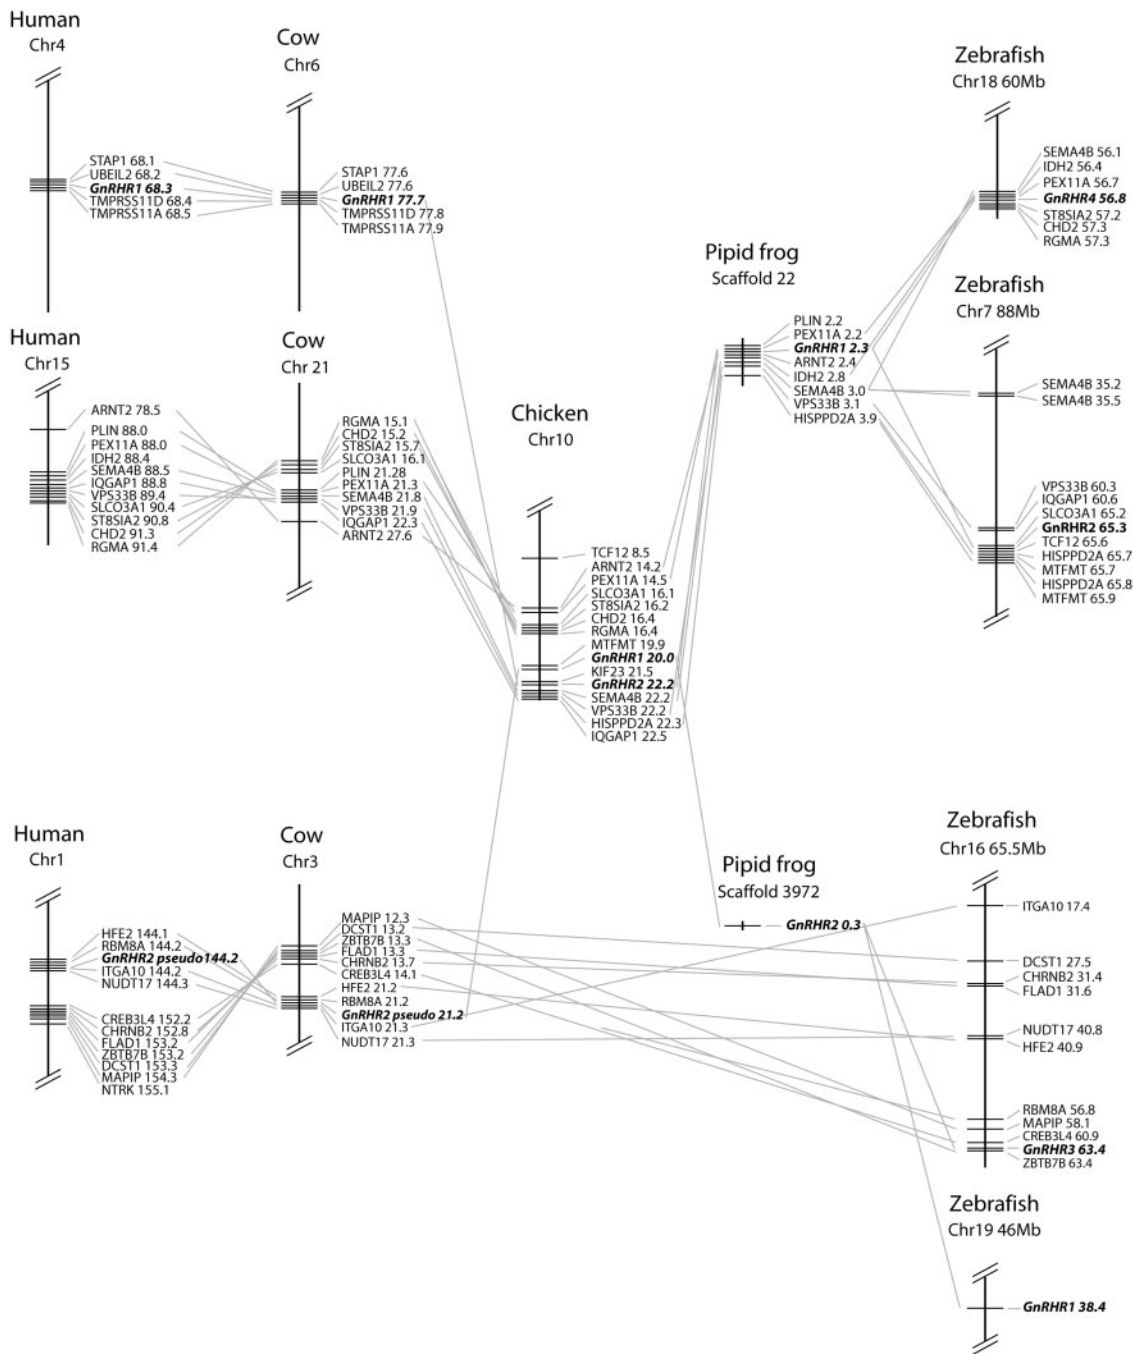 Human
Chr4
STAP1 68.1
UBEIL2 68.2
GnRHR1 68.3
TMPRSS11D 68.4
TMPRSS11A 68.5
Cow
Chr6
STAP1 77.6
UBEIL2 77.6
GnRHR1 77.7
TMPRSS11D 77.8
TMPRSS11A 77.9
Human
Chr15
ARNT2 78.5
PLIN 88.0
PEX11A 88.0
IDH2 88.4
SEMA4B 88.5
IQGAP1 88.8
VPS33B 89.4
SLCO3A1 90.4
ST8SIA2 90.8
CHD2 91.3
RGMA 91.4
Cow
Chr 21
RGMA 15.1
CHD2 15.2
ST8SIA2 15.7
SLCO3A1 16.1
PLIN 21.28
PEX11A 21.3
SEMA4B 21.8
VPS33B 21.9
IQGAP1 22.3
ARNT2 27.6
Chicken
Chr10
TCF12 8.5
ARNT2 14.2
PEX11A 14.5
SLCO3A1 16.1
ST8SIA2 16.2
CHD2 16.4
RGMA 16.4
MTFMT 19.9
GnRHR1 20.0
KIF23 21.5
GnRHR2 22.2
SEMA4B 22.2
VPS33B 22.2
HISPPD2A 22.3
IQGAP1 22.5
Pipid frog
Scaffold 22
PLIN 2.2
PEX11A 2.2
GnRHR1 2.3
ARNT2 2.4
IDH2 2.8
SEMA4B 3.0
VPS33B 3.1
HISPPD2A 3.9
Zebrafish
Chr18 60Mb
SEMA4B 56.1
IDH2 56.4
PEX11A 56.7
GnRHR4 56.8
ST8SIA2 57.2
CHD2 57.3
RGMA 57.3
Zebrafish
Chr7 88Mb
SEMA4B 35.2
SEMA4B 35.5
VPS33B 60.3
IQGAP1 60.6
SLCO3A1 65.2
GnRHR2 65.3
TCF12 65.6
HISPPD2A 65.7
MTFMT 65.7
HISPPD2A 65.8
MTFMT 65.9
Human
Chr1
HFE2 144.1
RBM8A 144.2
GnRHR2 pseudo144.2
ITGA10 144.2
NUDT17 144.3
CREB3L4 152.2
CHRNB2 152.8
FLAD1 153.2
ZBTB7B 153.2
DCST1 153.3
MAPIP 154.3
NTRK 155.1
Cow
Chr3
MAPIP 12.3
DCST1 13.2
ZBTB7B 13.3
FLAD1 13.3
CHRNB2 13.7
CREB3L4 14.1
HFE2 21.2
RBM8A 21.2
GnRHR2 pseudo 21.2
ITGA10 21.3
NUDT17 21.3
Pipid frog
Scaffold 3972
GnRHR2 0.3
Zebrafish
Chr16 65.5Mb
ITGA10 17.4
DCST1 27.5
CHRNB2 31.4
FLAD1 31.6
NUDT17 40.8
HFE2 40.9
RBM8A 56.8
MAPIP 58.1
CREB3L4 60.9
GnRHR3 63.4
ZBTB7B 63.4
Zebrafish
Chr19 46Mb
GnRHR1 38.4